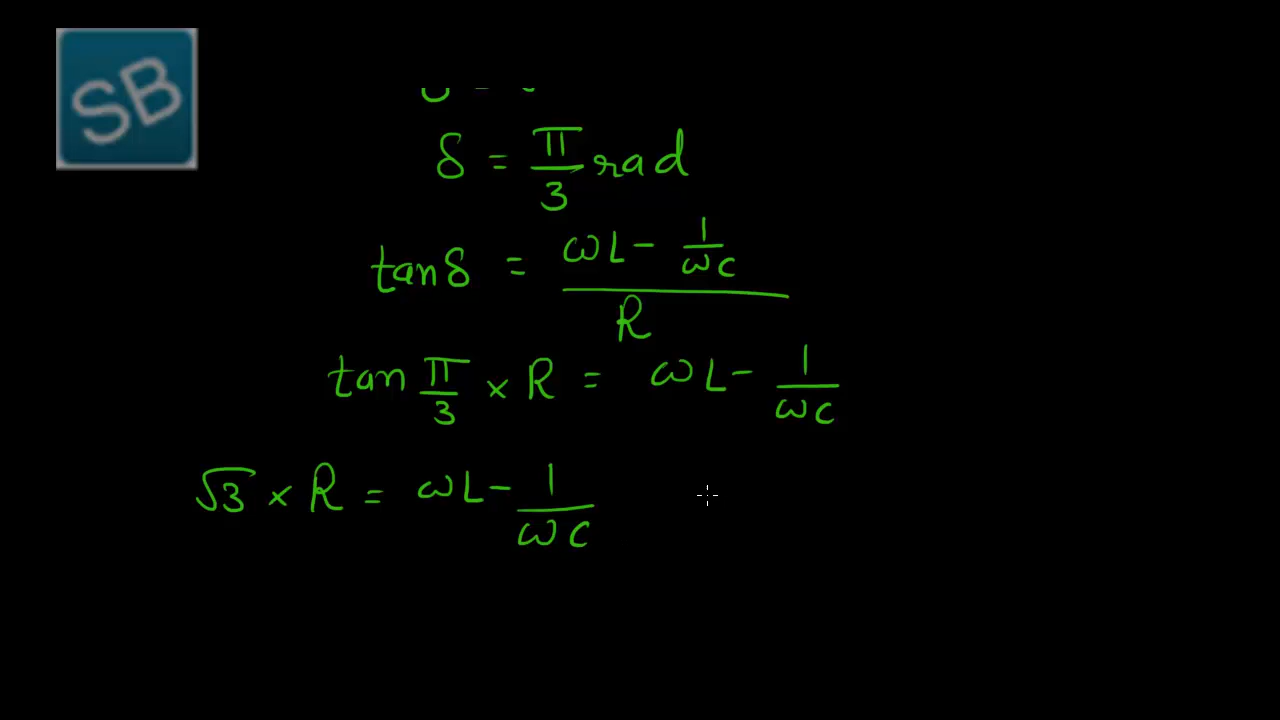 SB
δ = π/3 rad
tanδ = (ωL - 1/ωC)/R
tan π/3 × R = ωL - 1/ωC
√3 × R = ωL - 1/ωC